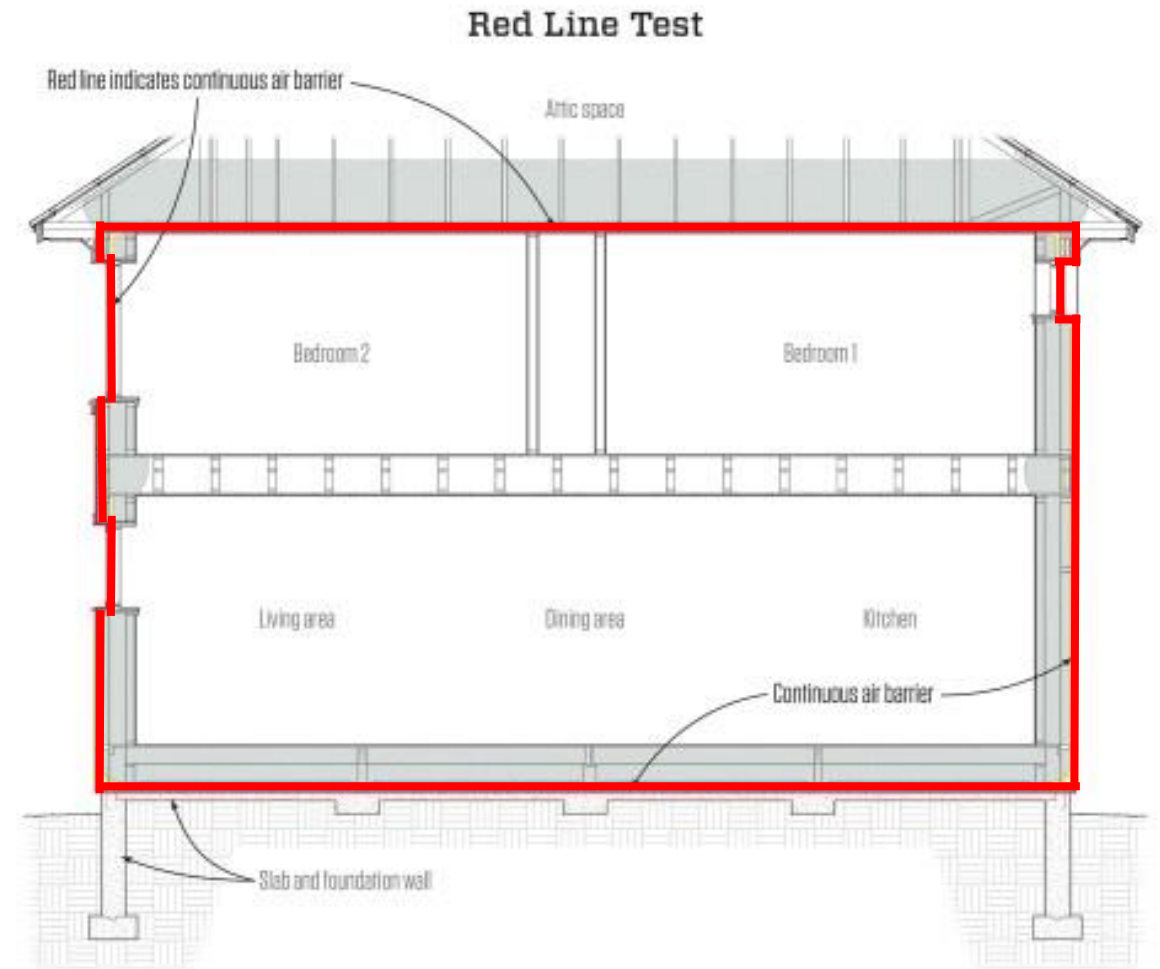 Red Line Test
Red line indicates continuous air barrier
Attic space
Bedroom 2
Bedroom 1
Living area
Dining area
Kitchen
Continuous air barrier
Slab and foundation wall